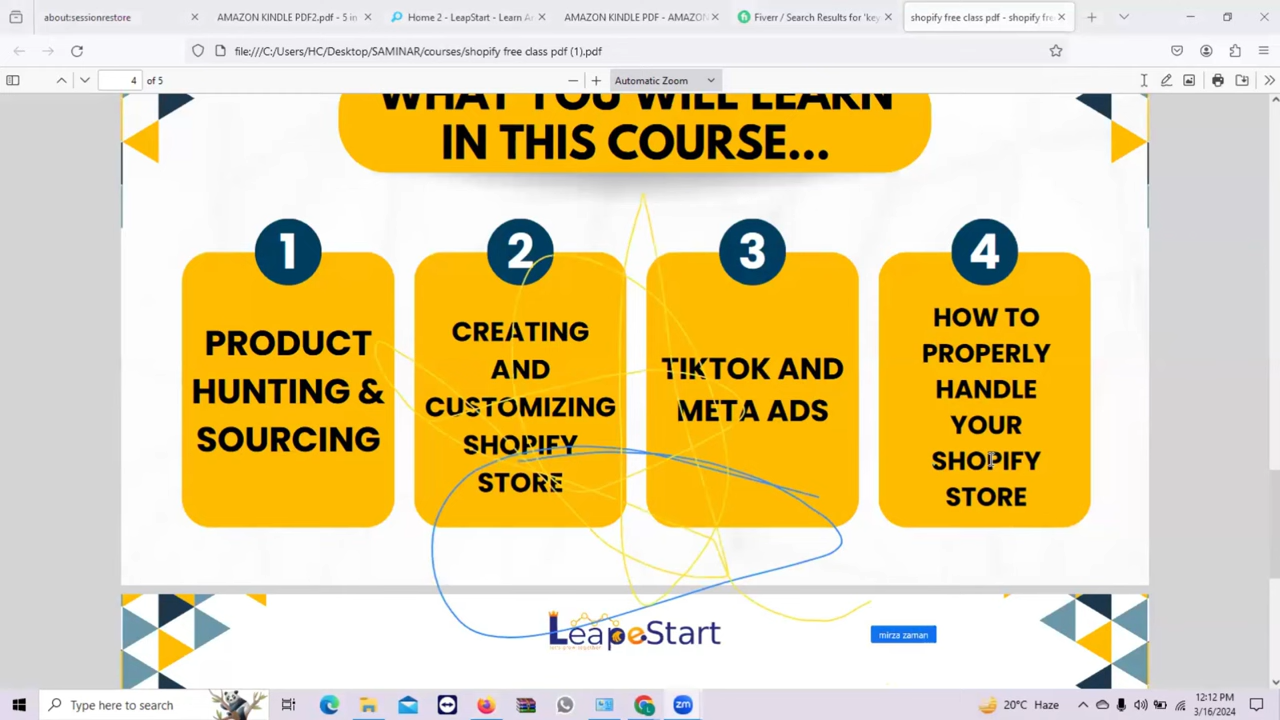 about:sessionrestore
AMAZON KINDLE PDF2.pdf - 5 in
Home 2 - LeapStart - Learn Ar
AMAZON KINDLE PDF - AMAZON
Fiverr / Search Results for 'key
shopify free class pdf - shopify fre
file:///C:/Users/HC/Desktop/SAMINAR/courses/shopify free class pdf (1).pdf
4 of 5
Automatic Zoom
WHAT YOU WILL LEARN
IN THIS COURSE...
1
PRODUCT
HUNTING &
SOURCING
2
CREATING
AND
CUSTOMIZING
SHOPIFY
STORE
3
TIKTOK AND
META ADS
4
HOW TO
PROPERLY
HANDLE
YOUR
SHOPIFY
STORE
LeapeStart
mirza zaman
Type here to search
zm
20°C Haze
12:12 PM
3/16/2024